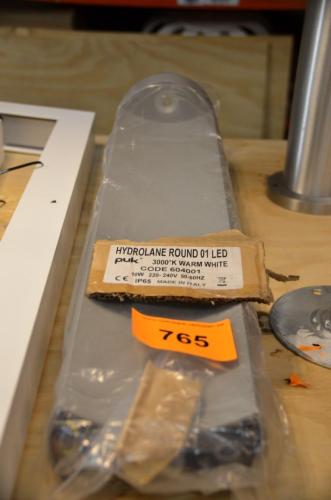 HYDROLANE ROUND 01 LED
puk 3000°K WARM WHITE
CODE 604001
10W 220-240V 50-60HZ
CE IP65 MADE IN ITALY
765